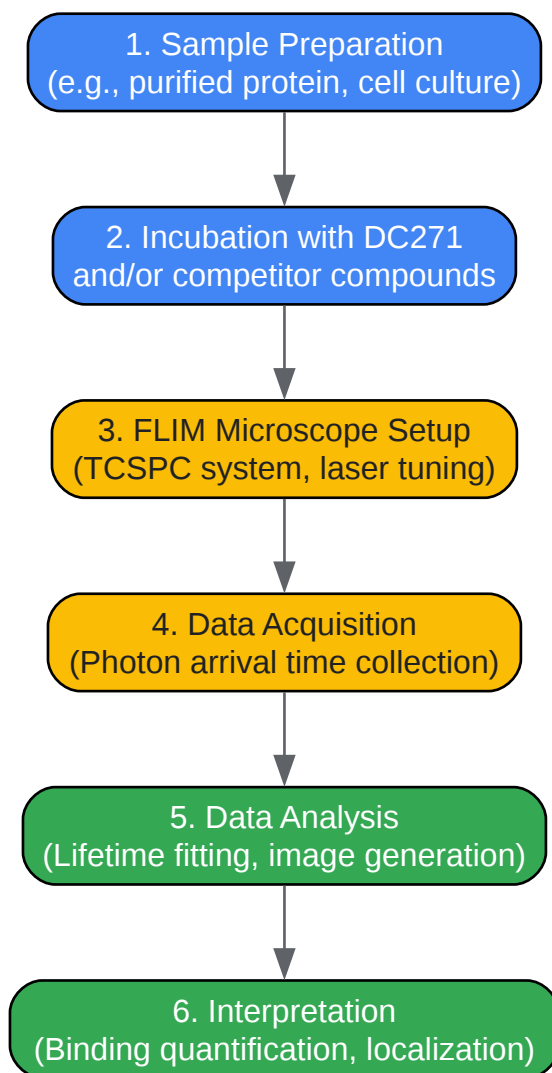 1. Sample Preparation
(e.g., purified protein, cell culture)
2. Incubation with DC271
and/or competitor compounds
3. FLIM Microscope Setup
(TCSPC system, laser tuning)
4. Data Acquisition
(Photon arrival time collection)
5. Data Analysis
(Lifetime fitting, image generation)
6. Interpretation
(Binding quantification, localization)